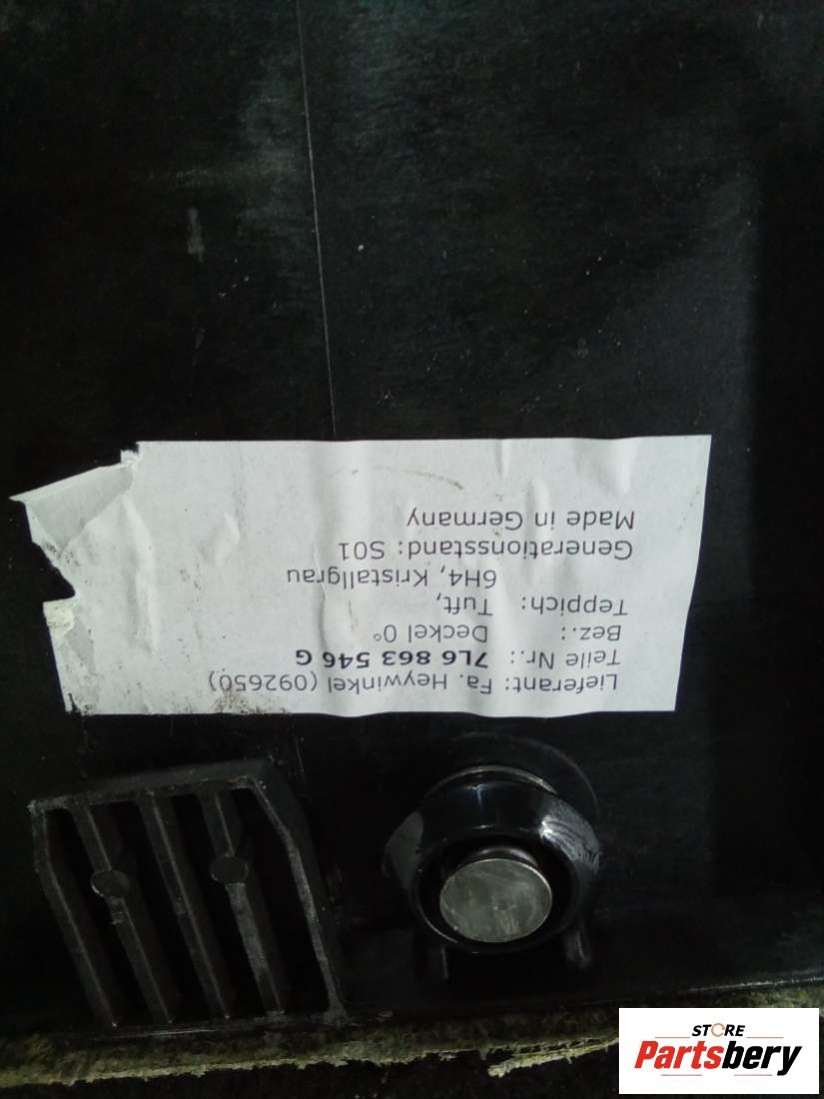 Lieferant: Fa. Heywinkel (092650)
Teile Nr.: 7L6 863 546 G
Bez.: Deckel 0°
Teppich: Tuft,
6H4, Kristallgrau
Generationsstand: S01
Made in Germany
STORE
Partsbery